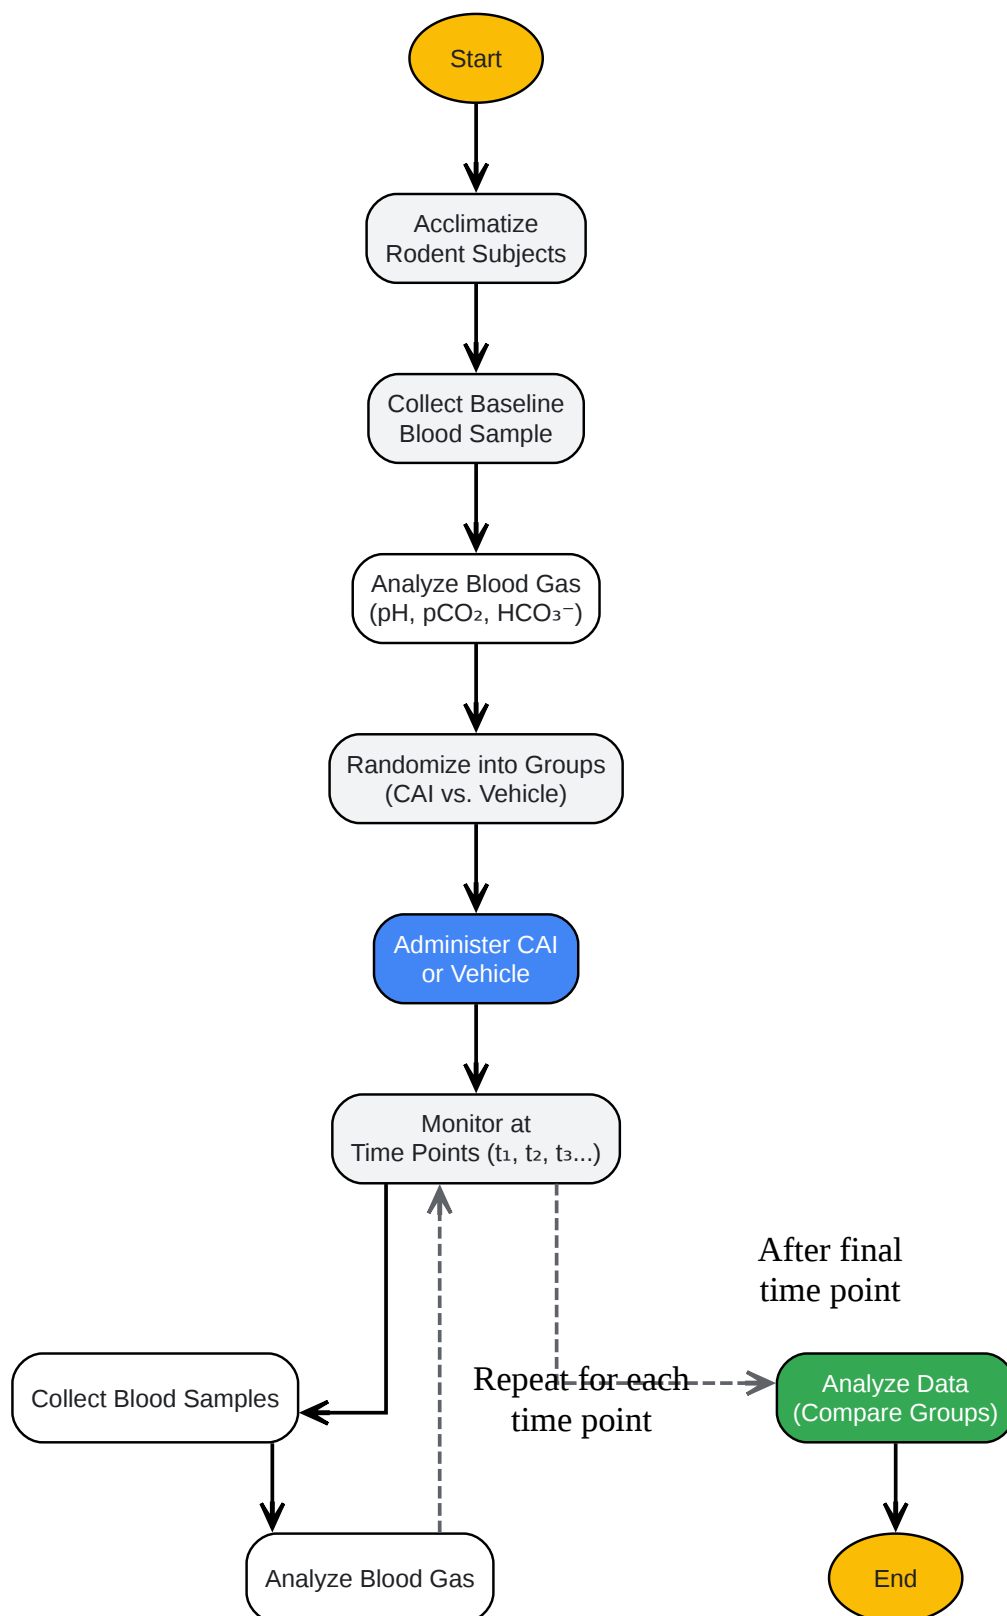 Start
Acclimatize
Rodent Subjects
Collect Baseline
Blood Sample
Analyze Blood Gas
(pH, pCO₂, HCO₃⁻)
Randomize into Groups
(CAI vs. Vehicle)
Administer CAI
or Vehicle
Monitor at
Time Points (t₁, t₂, t₃...)
After final
time point
Repeat for each
time point
Collect Blood Samples
Analyze Data
(Compare Groups)
Analyze Blood Gas
End